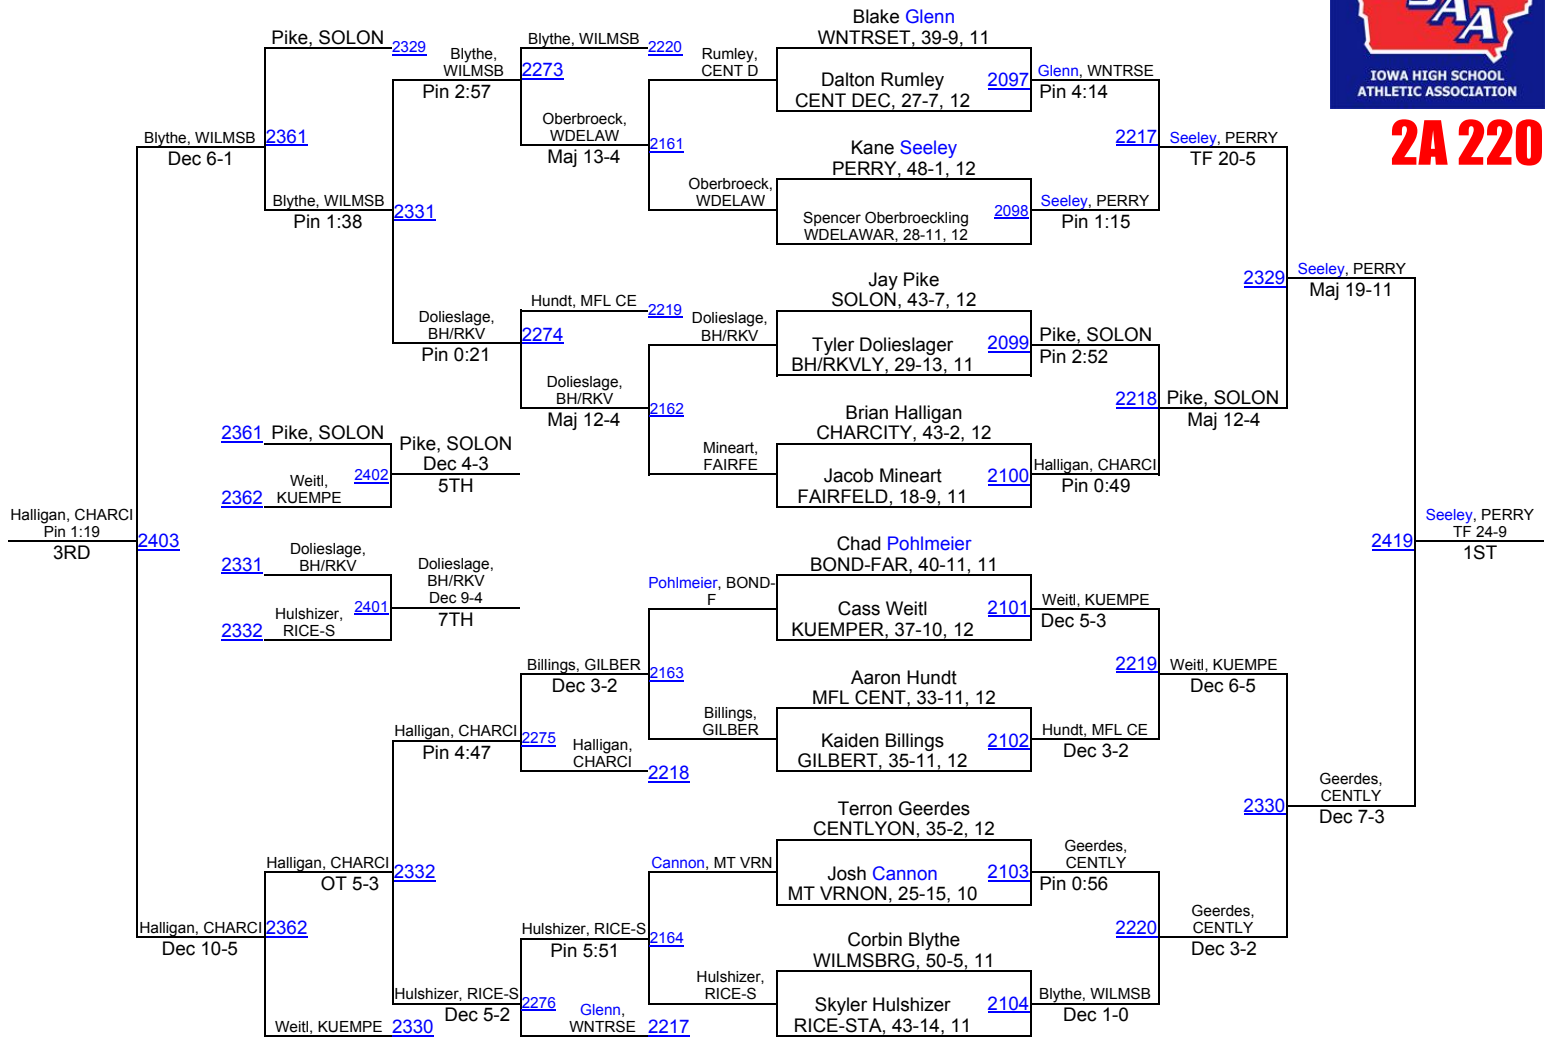 AA
IOWA HIGH SCHOOL
ATHLETIC ASSOCIATION
2A 220
Blake Glenn
WNTRSET, 39-9, 11
Dalton Rumley
CENT DEC, 27-7, 12
2097
Kane Seeley
PERRY, 48-1, 12
Spencer Oberbroeckling
WDELAWAR, 28-11, 12
2098
Jay Pike
SOLON, 43-7, 12
Tyler Dolieslager
BH/RKVLY, 29-13, 11
2099
Brian Halligan
CHARCITY, 43-2, 12
Jacob Mineart
FAIRFELD, 18-9, 11
2100
Chad Pohlmeier
BOND-FAR, 40-11, 11
Cass Weitl
KUEMPER, 37-10, 12
2101
Aaron Hundt
MFL CENT, 33-11, 12
Kaiden Billings
GILBERT, 35-11, 12
2102
Terron Geerdes
CENTLYON, 35-2, 12
Josh Cannon
MT VRNON, 25-15, 10
2103
Corbin Blythe
WILMSBRG, 50-5, 11
Skyler Hulshizer
RICE-STA, 43-14, 11
2104
Glenn, WNTRSE
Pin 4:14
2217
Seeley, PERRY
Pin 1:15
Pike, SOLON
Pin 2:52
2218
Halligan, CHARCI
Pin 0:49
Weitl, KUEMPE
Dec 5-3
2219
Hundt, MFL CE
Dec 3-2
Geerdes,
CENTLY
Pin 0:56
2220
Blythe, WILMSB
Dec 1-0
Seeley, PERRY
TF 20-5
2329
Pike, SOLON
Maj 12-4
Weitl, KUEMPE
Dec 6-5
2330
Geerdes,
CENTLY
Dec 3-2
Seeley, PERRY
Maj 19-11
2419
Geerdes,
CENTLY
Dec 7-3
Seeley, PERRY
TF 24-9
1ST
Rumley,
CENT D
2161
Oberbroeck,
WDELAW
Dolieslage,
BH/RKV
2162
Mineart,
FAIRFE
Pohlmeier, BOND-
F
2163
Billings,
GILBER
Cannon, MT VRN
2164
Hulshizer,
RICE-S
Blythe, WILMSB
2220
2273
Oberbroeck,
WDELAW
Maj 13-4
Hundt, MFL CE
2219
2274
Dolieslage,
BH/RKV
Maj 12-4
Billings, GILBER
Dec 3-2
2275
Halligan,
CHARCI
2218
Hulshizer, RICE-S
Pin 5:51
2276
Glenn,
WNTRSE
2217
Blythe,
WILMSB
Pin 2:57
2331
Dolieslage,
BH/RKV
Pin 0:21
Halligan, CHARCI
Pin 4:47
2332
Hulshizer, RICE-S
Dec 5-2
Pike, SOLON
2329
2361
Blythe, WILMSB
Pin 1:38
Halligan, CHARCI
OT 5-3
2362
Weitl, KUEMPE
2330
Blythe, WILMSB
Dec 6-1
2403
Halligan, CHARCI
Dec 10-5
Halligan, CHARCI
Pin 1:19
3RD
2361
Pike, SOLON
2402
2362
Weitl,
KUEMPE
Pike, SOLON
Dec 4-3
5TH
2331
Dolieslage,
BH/RKV
2401
2332
Hulshizer,
RICE-S
Dolieslage,
BH/RKV
Dec 9-4
7TH